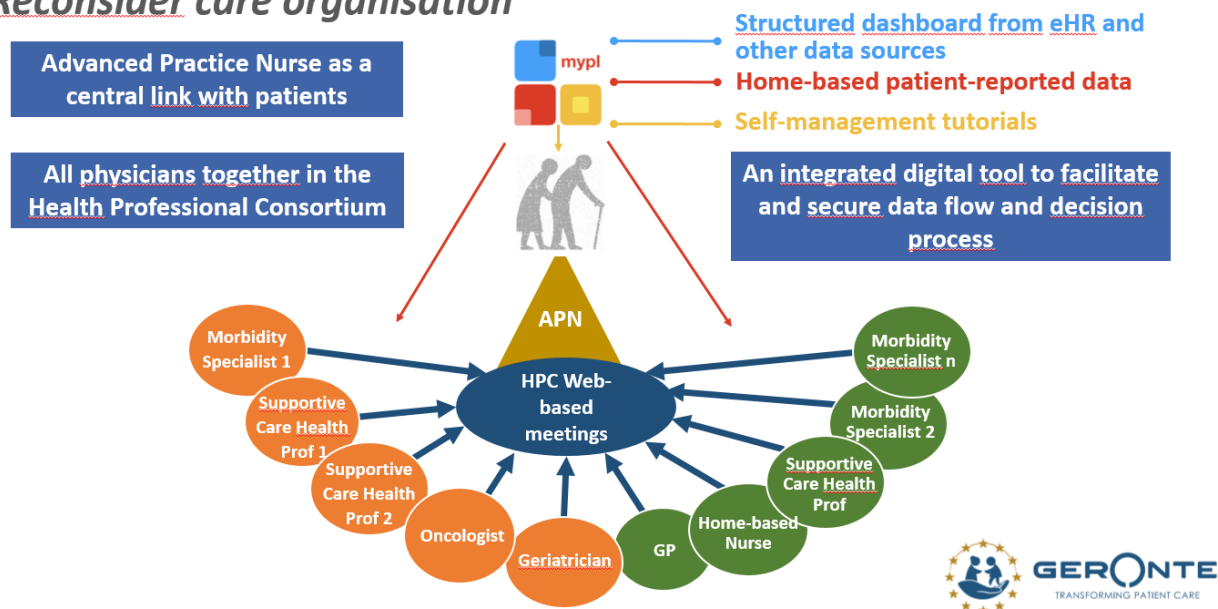 Reconsider care organisation
Advanced Practice Nurse as a
central link with patients
All physicians together in the
Health Professional Consortium
mypl
Structured dashboard from eHR and
other data sources
Home-based patient-reported data
Self-management tutorials
An integrated digital tool to facilitate
and secure data flow and decision
process
APN
HPC Web-
based
meetings
Morbidity
Specialist 1
Supportive
Care Health
Prof 1
Supportive
Care Health
Prof 2
Oncologist
Geriatrician
GP
Home-based
Nurse
Supportive
Care Health
Prof
Morbidity
Specialist 2
Morbidity
Specialist n
GERONTE
TRANSFORMING PATIENT CARE